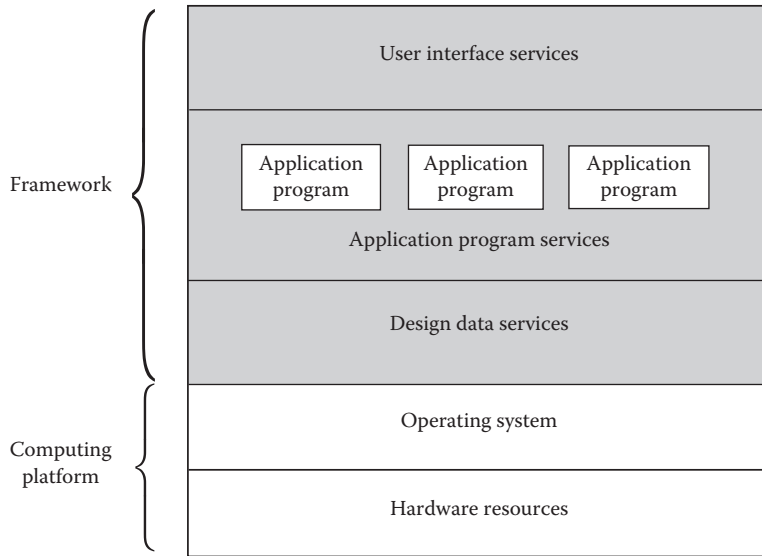 User interface services
Framework
Application
program
Application
program
Application
program
Application program services
Design data services
Computing
platform
Operating system
Hardware resources